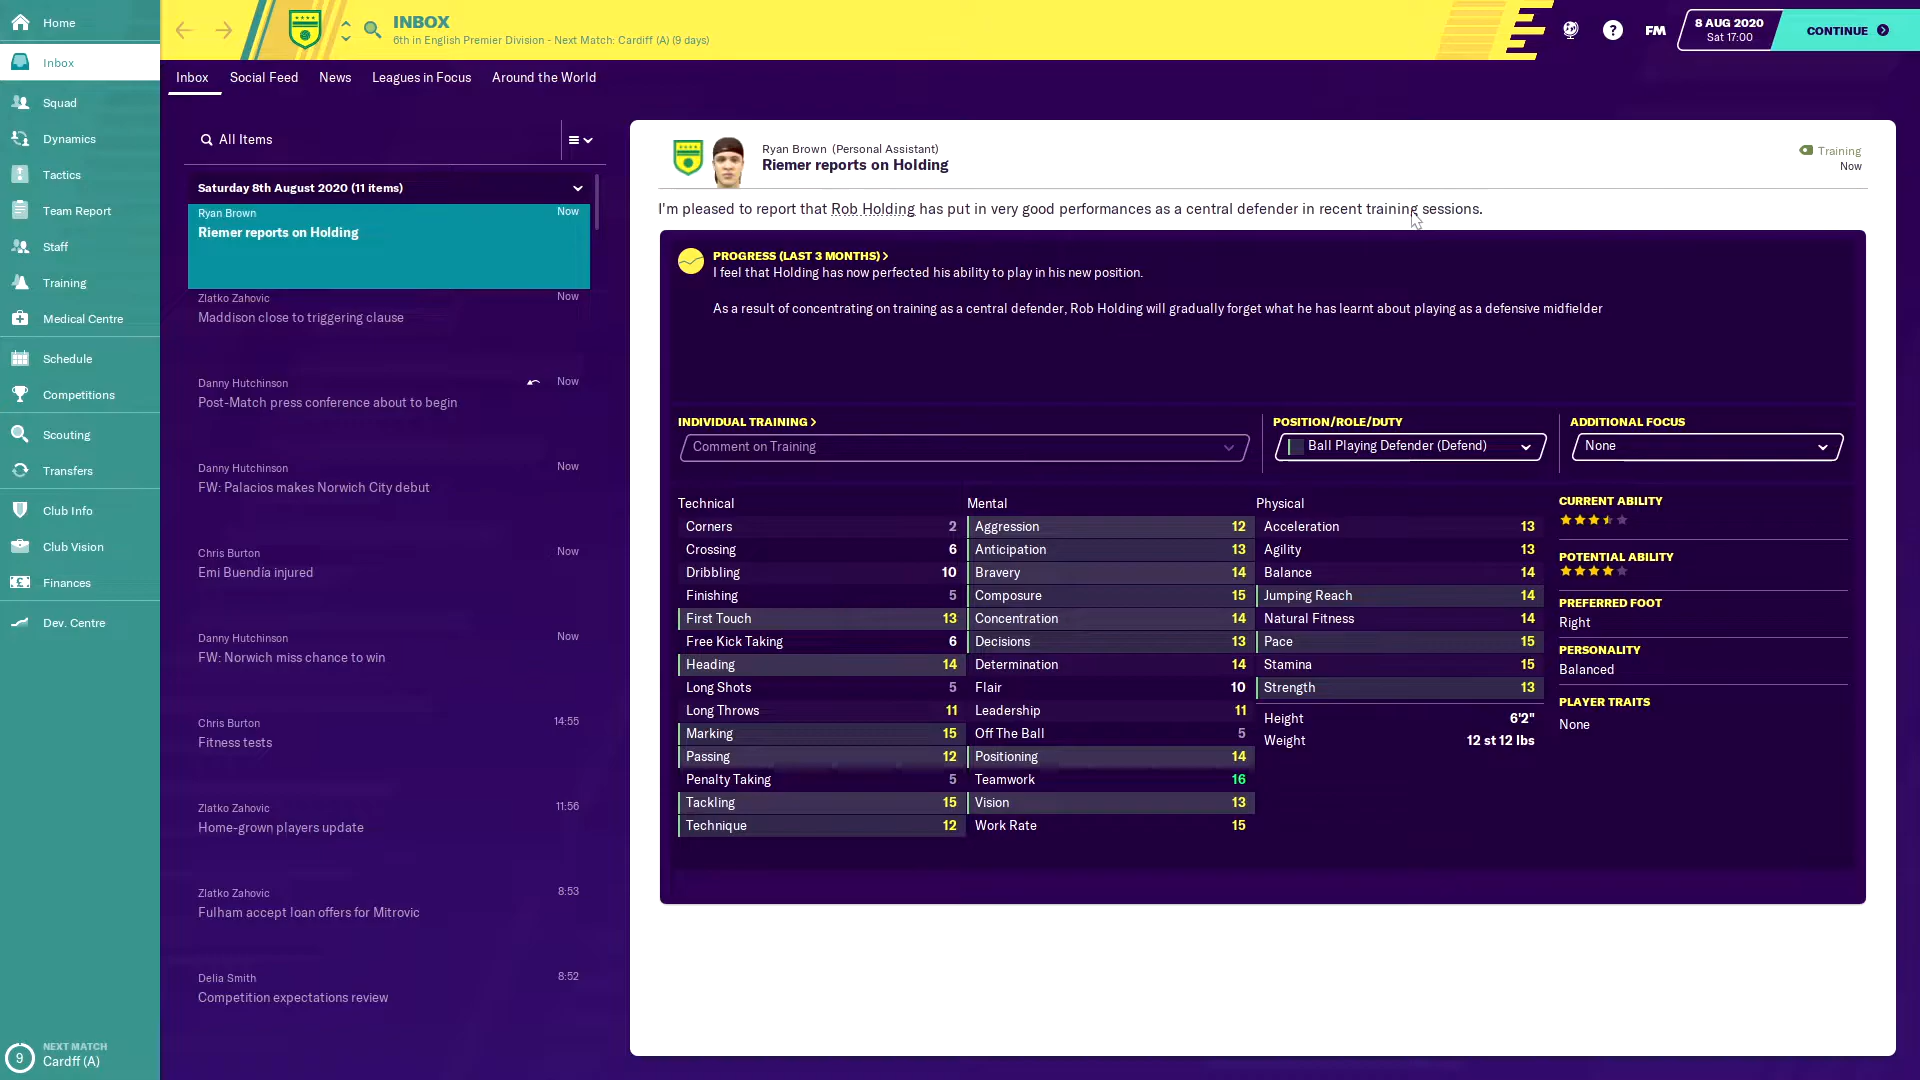 Home
Inbox
Squad
Dynamics
Tactics
Team Report
Staff
Training
Medical Centre
Schedule
Competitions
Scouting
Transfers
Club Info
Club Vision
Finances
Dev. Centre
9
NEXT MATCH
Cardiff (A)
INBOX
6th in English Premier Division - Next Match: Cardiff (A) (9 days)
?
FM
8 AUG 2020
Sat 17:00
CONTINUE
Inbox
Social Feed
News
Leagues in Focus
Around the World
All Items
Saturday 8th August 2020 (11 items)
Ryan Brown Now
Riemer reports on Holding
Zlatko Zahovic Now
Maddison close to triggering clause
Danny Hutchinson Now
Post-Match press conference about to begin
Danny Hutchinson Now
FW: Palacios makes Norwich City debut
Chris Burton Now
Emi Buendía injured
Danny Hutchinson Now
FW: Norwich miss chance to win
Chris Burton 14:55
Fitness tests
Zlatko Zahovic 11:56
Home-grown players update
Zlatko Zahovic 8:53
Fulham accept loan offers for Mitrovic
Delia Smith 8:52
Competition expectations review
Ryan Brown (Personal Assistant)
Riemer reports on Holding
Training
Now
I'm pleased to report that Rob Holding has put in very good performances as a central defender in recent training sessions.
PROGRESS (LAST 3 MONTHS) >
I feel that Holding has now perfected his ability to play in his new position.
As a result of concentrating on training as a central defender, Rob Holding will gradually forget what he has learnt about playing as a defensive midfielder
INDIVIDUAL TRAINING >
Comment on Training
POSITION/ROLE/DUTY
Ball Playing Defender (Defend)
ADDITIONAL FOCUS
None
Technical
Corners 2
Crossing 6
Dribbling 10
Finishing 5
First Touch 13
Free Kick Taking 6
Heading 14
Long Shots 5
Long Throws 11
Marking 15
Passing 12
Penalty Taking 5
Tackling 15
Technique 12
Mental
Aggression 12
Anticipation 13
Bravery 14
Composure 15
Concentration 14
Decisions 13
Determination 14
Flair 10
Leadership 11
Off The Ball 5
Positioning 14
Teamwork 16
Vision 13
Work Rate 15
Physical
Acceleration 13
Agility 13
Balance 14
Jumping Reach 14
Natural Fitness 14
Pace 15
Stamina 15
Strength 13
Height 6'2"
Weight 12 st 12 lbs
CURRENT ABILITY
POTENTIAL ABILITY
PREFERRED FOOT
Right
PERSONALITY
Balanced
PLAYER TRAITS
None